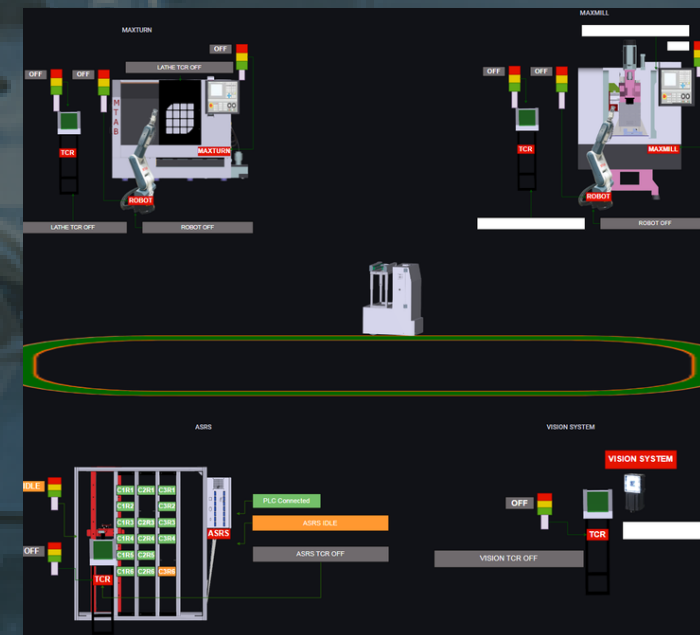 MAXTURN
MAXMILL
OFF
LATHE TCR OFF
OFF
OFF
OFF
OFF
MTAB
TCR
MAXTURN
ROBOT
TCR
MAXMILL
ROBOT
LATHE TCR OFF
ROBOT OFF
ROBOT OFF
ASRS
VISION SYSTEM
VISION SYSTEM
IDLE
C1R1 C2R1 C3R1
C1R2 C3R2
C1R3 C2R3 C3R3
C1R4 C2R4 C3R4
C1R5 C2R5
C1R6 C2R6 C3R6
ASRS
PLC Connected
ASRS IDLE
ASRS TCR OFF
OFF
TCR
OFF
TCR
VISION TCR OFF